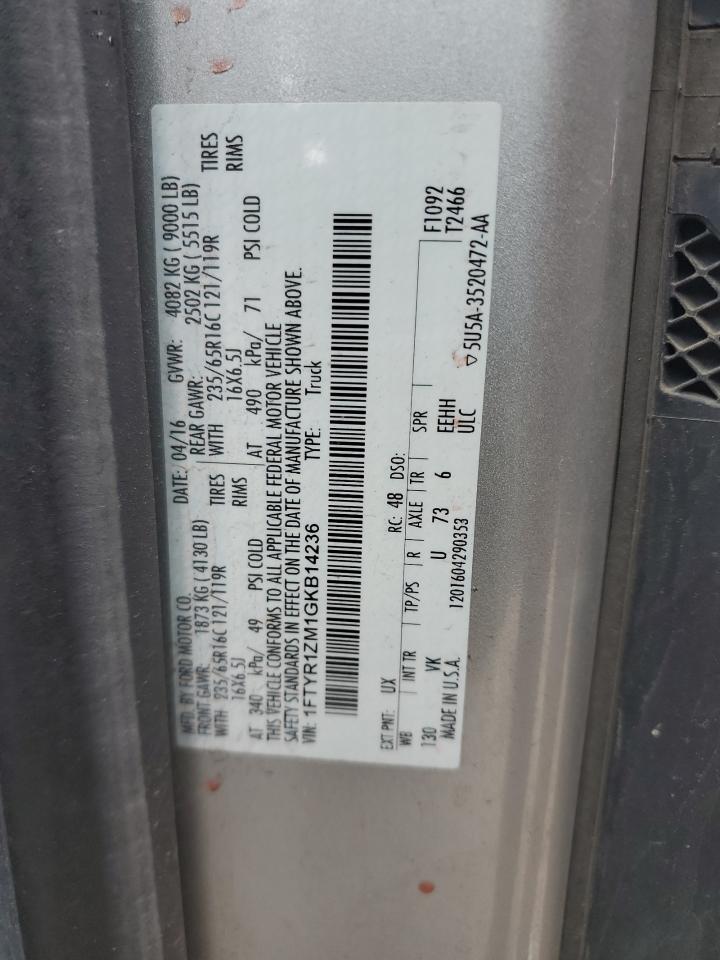 MFD. BY FORD MOTOR CO.
DATE: 04/16 GVWR: 4082 KG ( 9000 LB)
FRONT GAWR: 1873 KG ( 4130 LB) REAR GAWR: 2502 KG ( 5515 LB)
WITH 235/65R16C 121/119R TIRES WITH 235/65R16C 121/119R TIRES
16X6.5J RIMS 16X6.5J RIMS
AT 340 kPa/ 49 PSI COLD AT 490 kPa/ 71 PSI COLD
THIS VEHICLE CONFORMS TO ALL APPLICABLE FEDERAL MOTOR VEHICLE
SAFETY STANDARDS IN EFFECT ON THE DATE OF MANUFACTURE SHOWN ABOVE.
VIN: 1FTYR1ZM1GKB14236 TYPE: Truck
EXT PNT: UX RC: 48 DSO:
WB INT TR TP/PS R AXLE TR SPR F1092
130 VK U 73 6 EEHH T2466
MADE IN U.S.A. 1201604290353 ULC ▽ 5U5A-3520472-AA